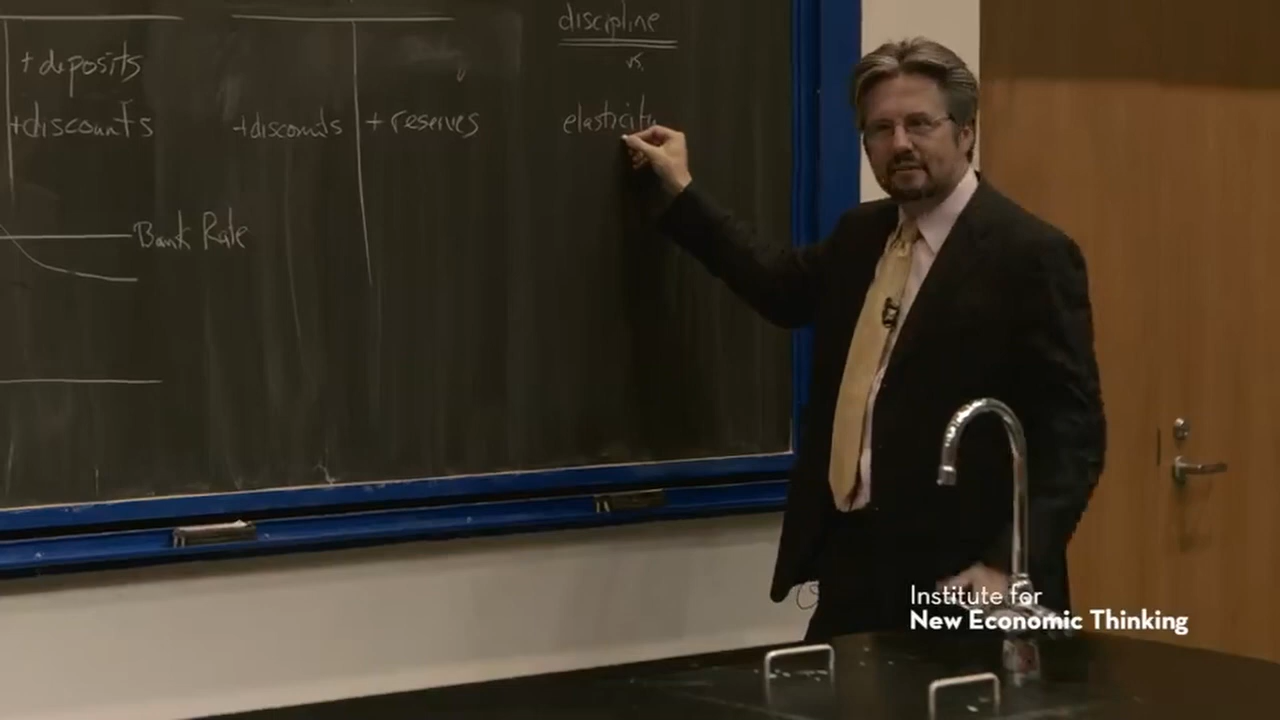 discipline
vs.
+deposits
+discounts
+discounts
+reserves
elasticity
Bank Rate
Institute for
New Economic Thinking